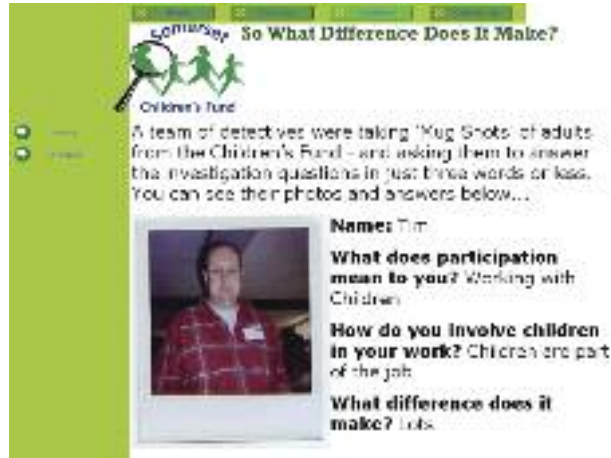 So What Difference Does It Make?
Somerset
Children's Fund
A team of detectives were taking 'Mug Shots' of adults
from the Children's Fund - and asking them to answer
the investigation questions in just three words or less.
You can see their photos and answers below...
Name: Tim
What does participation
mean to you? Working with
Children
How do you involve children
in your work? Children are part
of the job
What difference does it
make? Lots